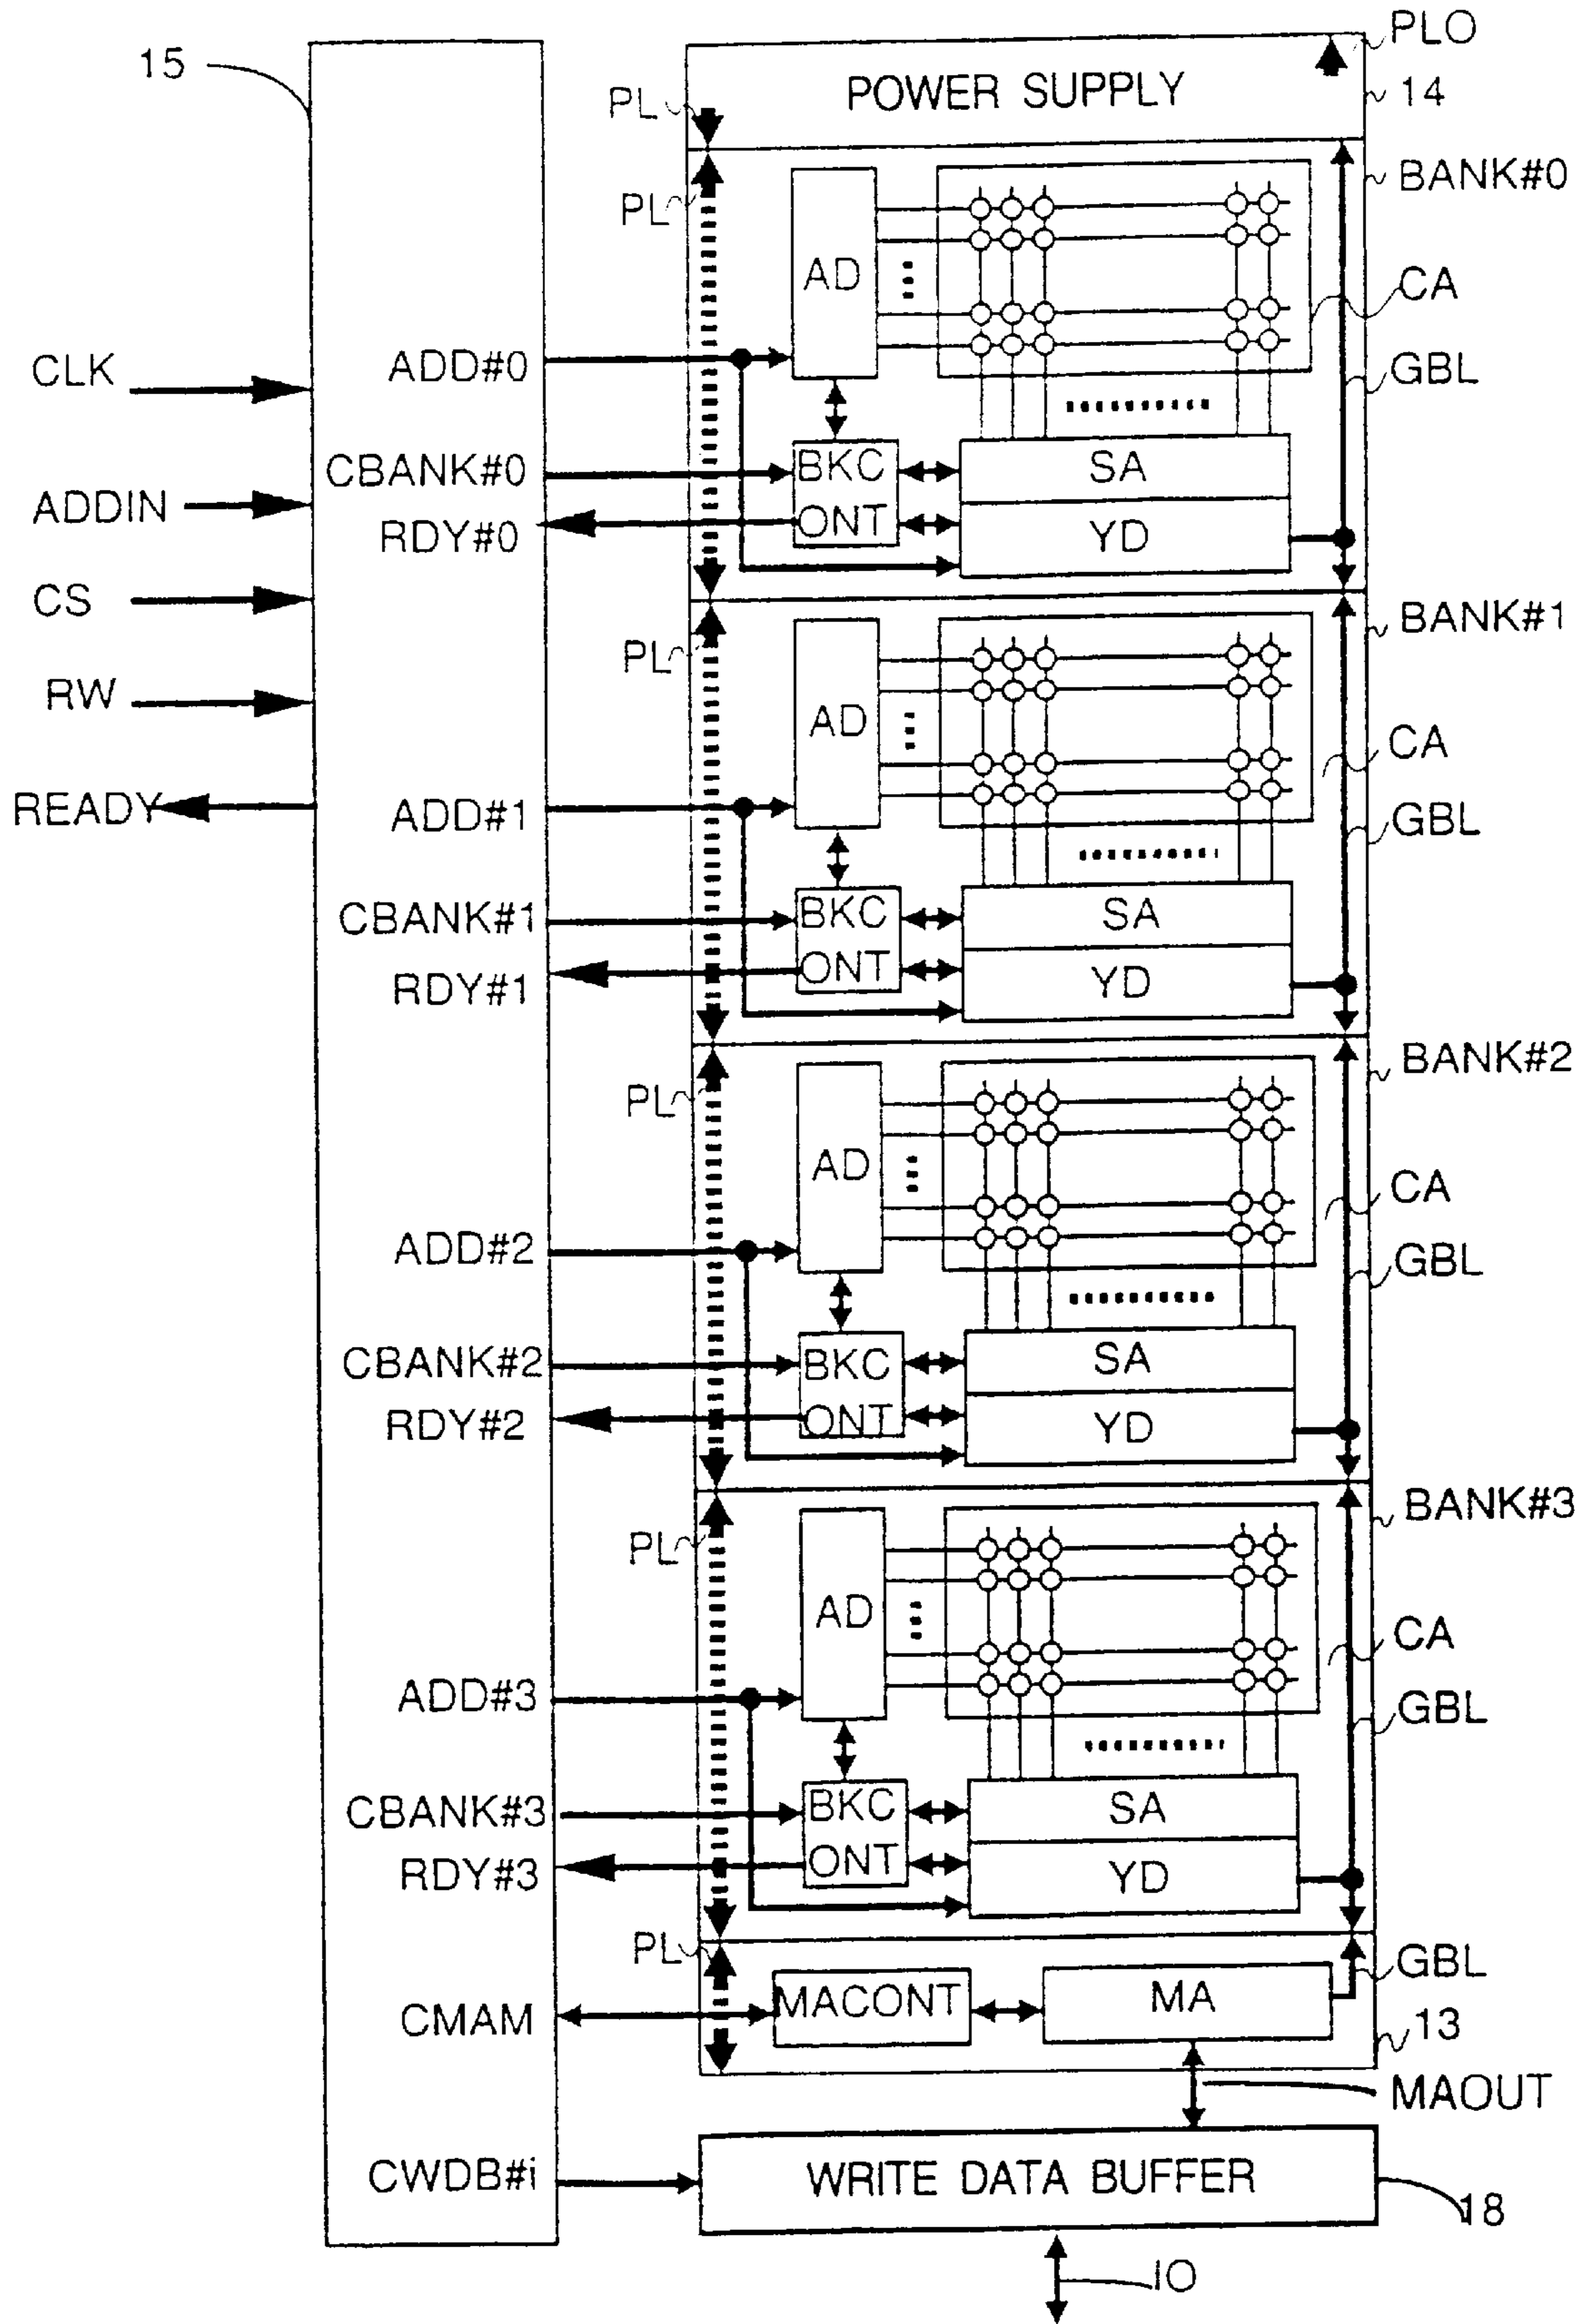 PLO
15
POWER SUPPLY
14
PL
BANK#0
PL
AD
CA
CLK
ADD#0
GBL
CBANK#0
BKC
SA
ADDIN
RDY#0
ONT
YD
CS
BANK#1
PL
RW
AD
CA
READY
ADD#1
GBL
CBANK#1
BKC
SA
RDY#1
ONT
YD
BANK#2
PL
AD
CA
ADD#2
GBL
CBANK#2
BKC
SA
RDY#2
ONT
YD
BANK#3
PL
AD
CA
ADD#3
GBL
CBANK#3
BKC
SA
RDY#3
ONT
YD
PL
GBL
CMAM
MACONT
MA
13
MAOUT
CWDB#i
WRITE DATA BUFFER
18
IO